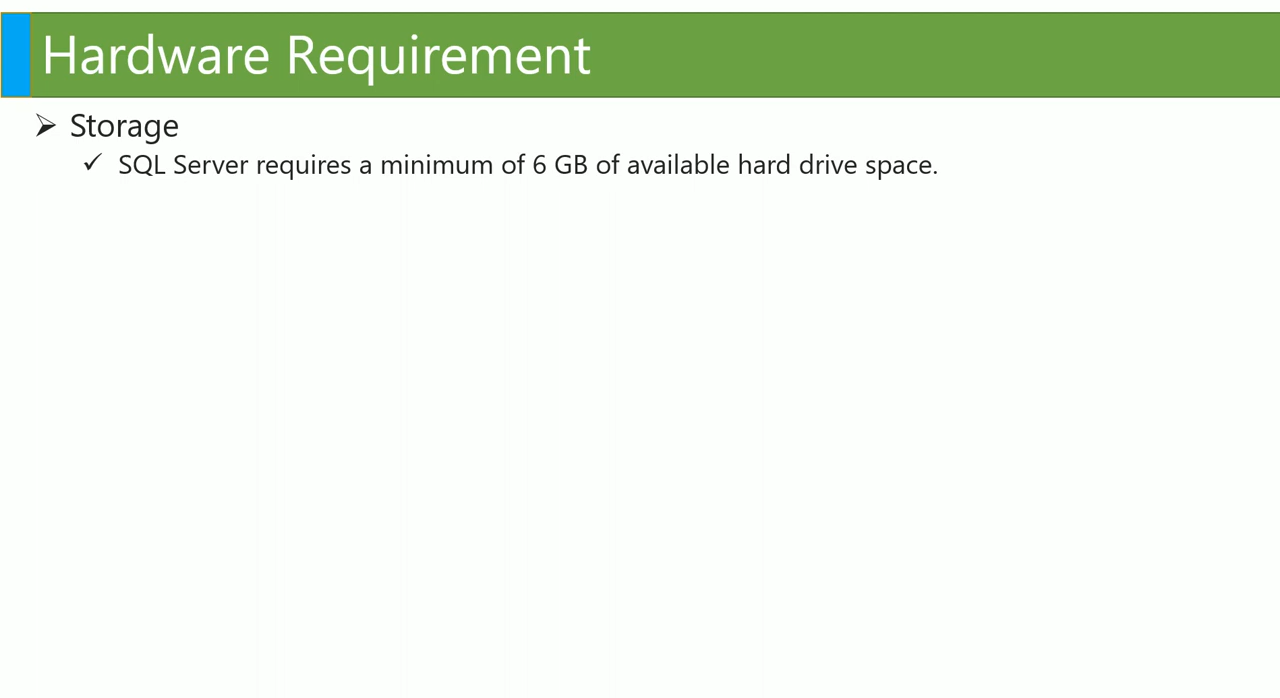 Hardware Requirement
Storage
SQL Server requires a minimum of 6 GB of available hard drive space.